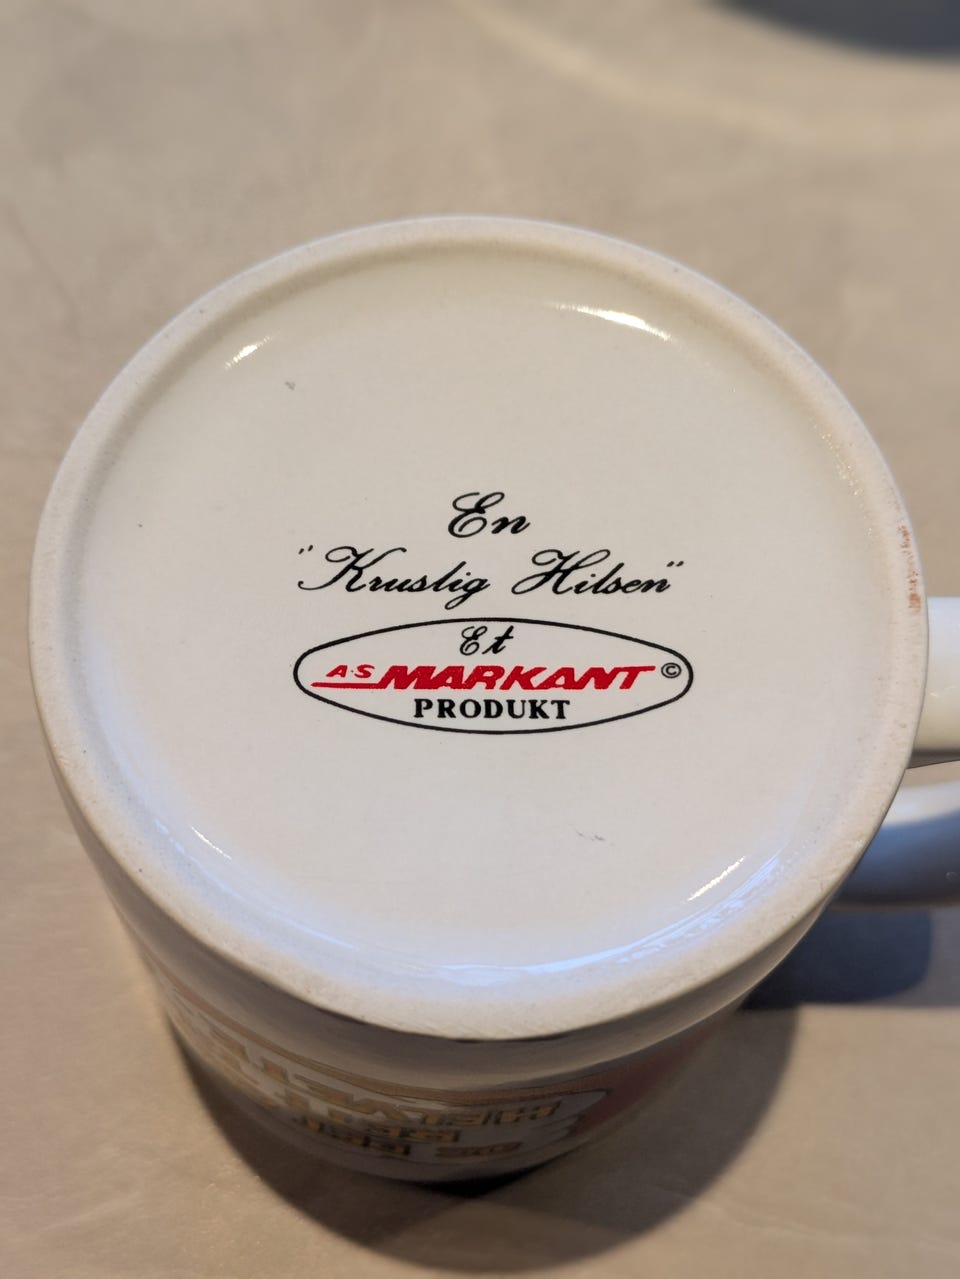 En
"Kruslig Hilsen"
Et
A·S MARKANT ©
PRODUKT